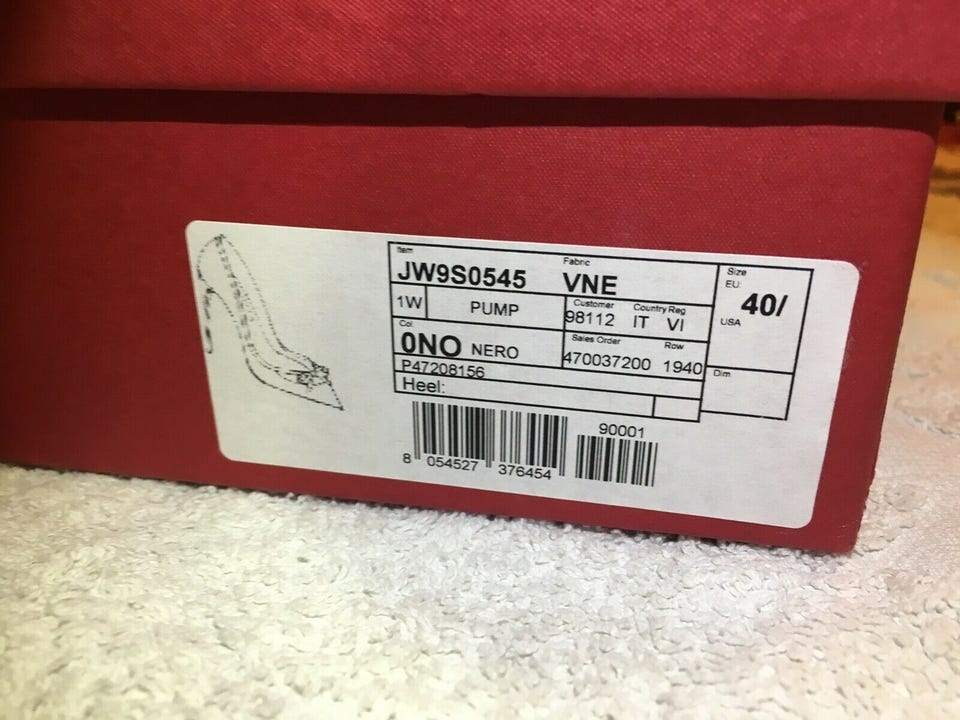 Item Fabric Size
JW9S0545 VNE EU: 40/
1W PUMP Customer Country Reg USA
98112 IT VI
Col. Sales Order Row
0NO NERO 470037200 1940
P47208156 Dim
Heel:
90001
8 054527 376454